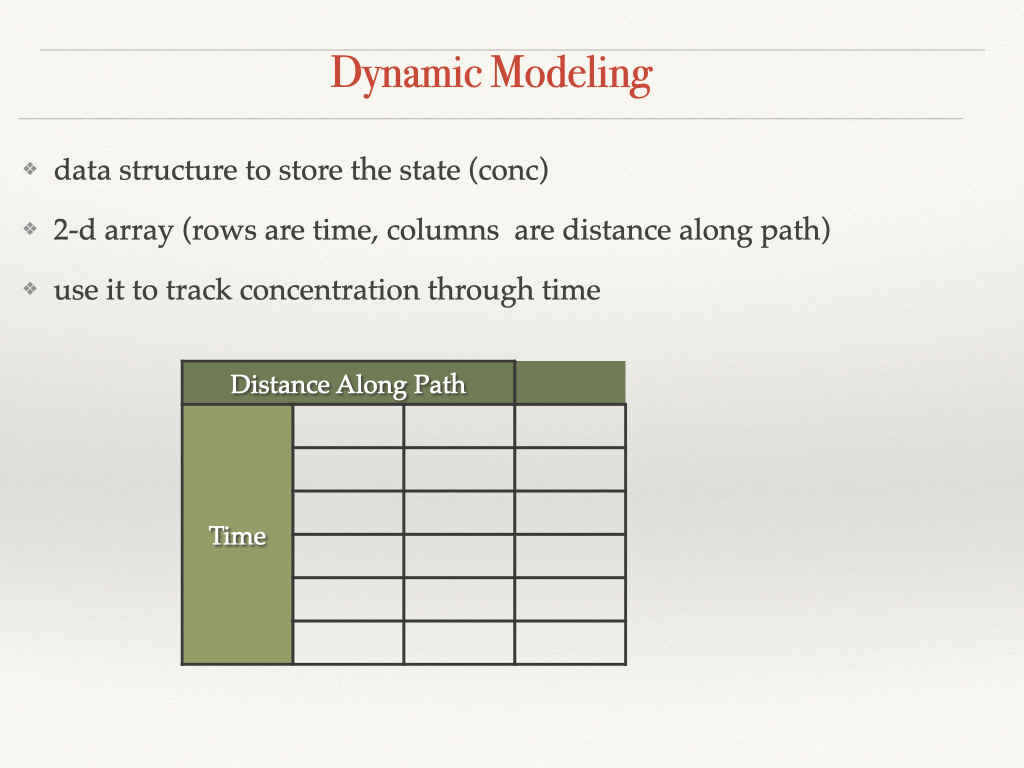 Dynamic Modeling
data structure to store the state (conc)
2-d array (rows are time, columns  are distance along path)
use it to track concentration through time
Distance Along Path
Time